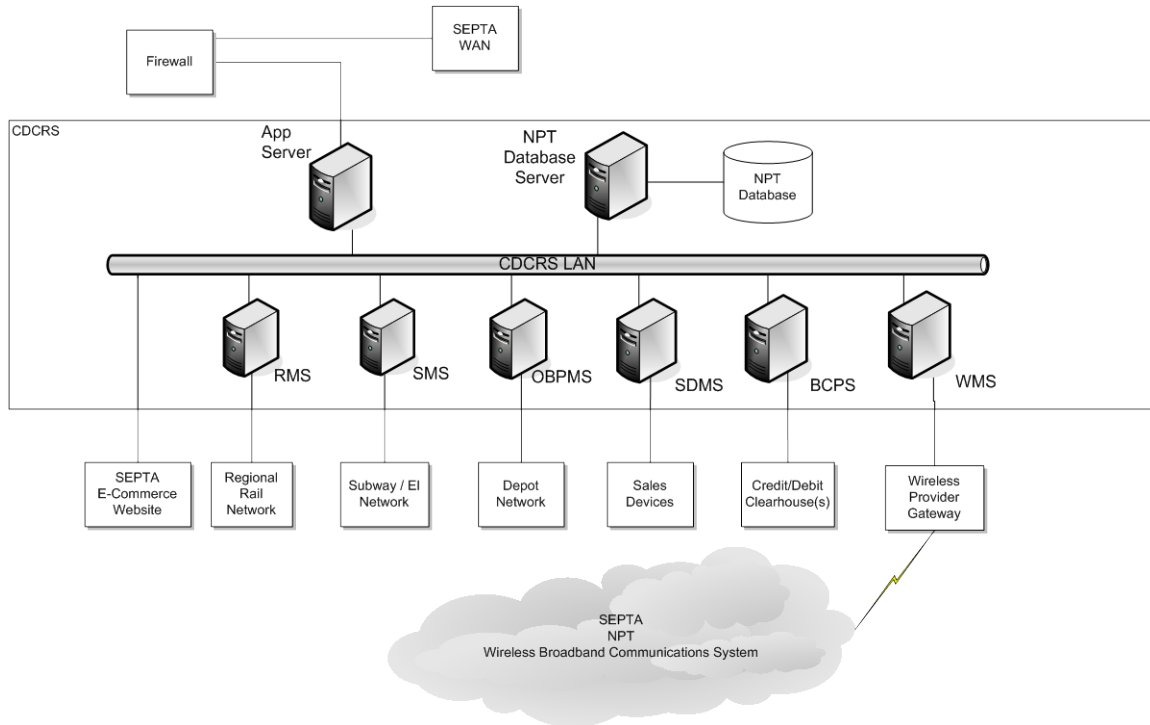 SEPTA
WAN
Firewall
CDCRS
App
Server
NPT
Database
Server
NPT
Database
CDCRS LAN
RMS
SMS
OBPMS
SDMS
BCPS
WMS
SEPTA
E-Commerce
Website
Regional
Rail
Network
Subway / El
Network
Depot
Network
Sales
Devices
Credit/Debit
Clearhouse(s)
Wireless
Provider
Gateway
SEPTA
NPT
Wireless Broadband Communications System